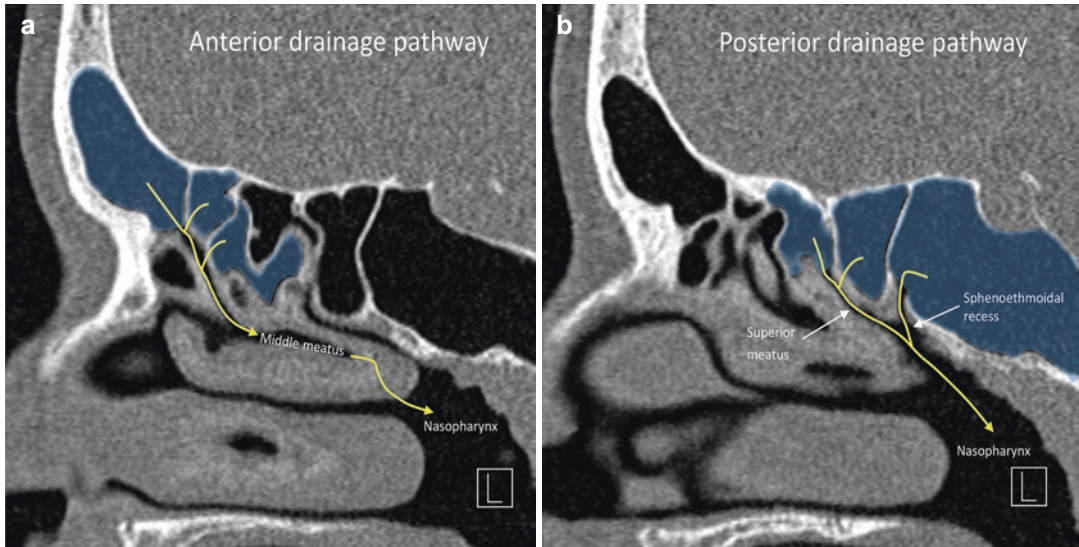 a
Anterior drainage pathway
Middle meatus
Nasopharynx
L
b
Posterior drainage pathway
Sphenoethmoidal
recess
Superior
meatus
Nasopharynx
L